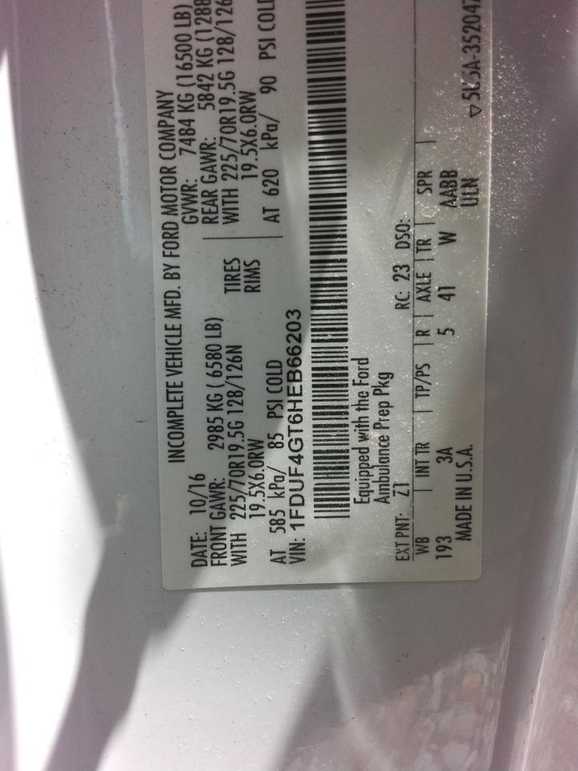 INCOMPLETE VEHICLE MFD. BY FORD MOTOR COMPANY
DATE: 10/16 GVWR: 7484 KG (16500 LB)
FRONT GAWR: 2985 KG ( 6580 LB) REAR GAWR: 5842 KG (1288
WITH 225/70R19.5G 128/126N TIRES WITH 225/70R19.5G 128/126
19.5X6.0RW RIMS 19.5X6.0RW
AT 585 kPa/ 85 PSI COLD AT 620 kPa/ 90 PSI COL
VIN: 1FDUF4GT6HEB66203
Equipped with the Ford
Ambulance Prep Pkg
EXT PNT: Z1 RC: 23 DSO:
WB | INT TR | TP/PS | R | AXLE | TR | SPR
193 3A 5 41 W AABB
MADE IN U.S.A. ULN